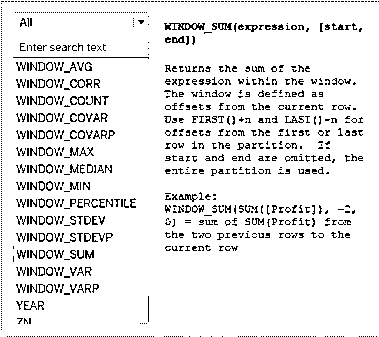 All
Enter search text
WINDOW_AVG
WINDOW_CORR
WINDOW_COUNT
WINDOW_COVAR
WINDOW_COVARP
WINDOW_MAX
WINDOW_MEDIAN
WINDOW_MIN
WINDOW_PERCENTILE
WINDOW_STDEV
WINDOW_STDEVP
WINDOW_SUM
WINDOW_VAR
WINDOW_VARP
YEAR
ZN
WINDOW_SUM(expression, [start,
end])
Returns the sum of the
expression within the window.
The window is defined as
offsets from the current row.
Use FIRST()+n and LAST()-n for
offsets from the first or last
row in the partition. If
start and end are omitted, the
entire partition is used.
Example:
WINDOW_SUM(SUM([Profit]), -2,
0) = sum of SUM(Profit) from
the two previous rows to the
current row